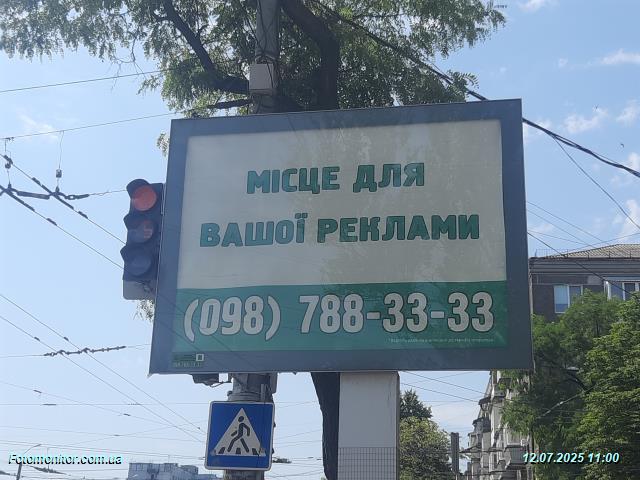 МІСЦЕ ДЛЯ
ВАШОЇ РЕКЛАМИ
(098) 788-33-33
Fotomonitor.com.ua
12.07.2025 11:00